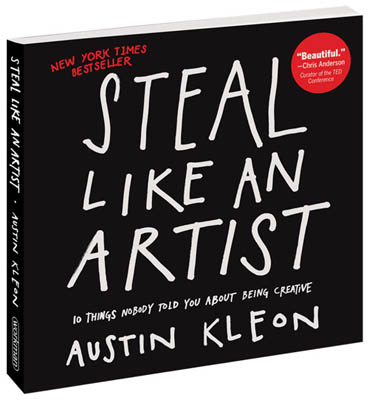 NEW YORK TIMES
BESTSELLER
"Beautiful."
—Chris Anderson
Curator of the TED
Conference
STEAL
LIKE AN
ARTIST
10 THINGS NOBODY TOLD YOU ABOUT BEING CREATIVE
AUSTIN KLEON
STEAL LIKE AN ARTIST · AUSTIN KLEON workman